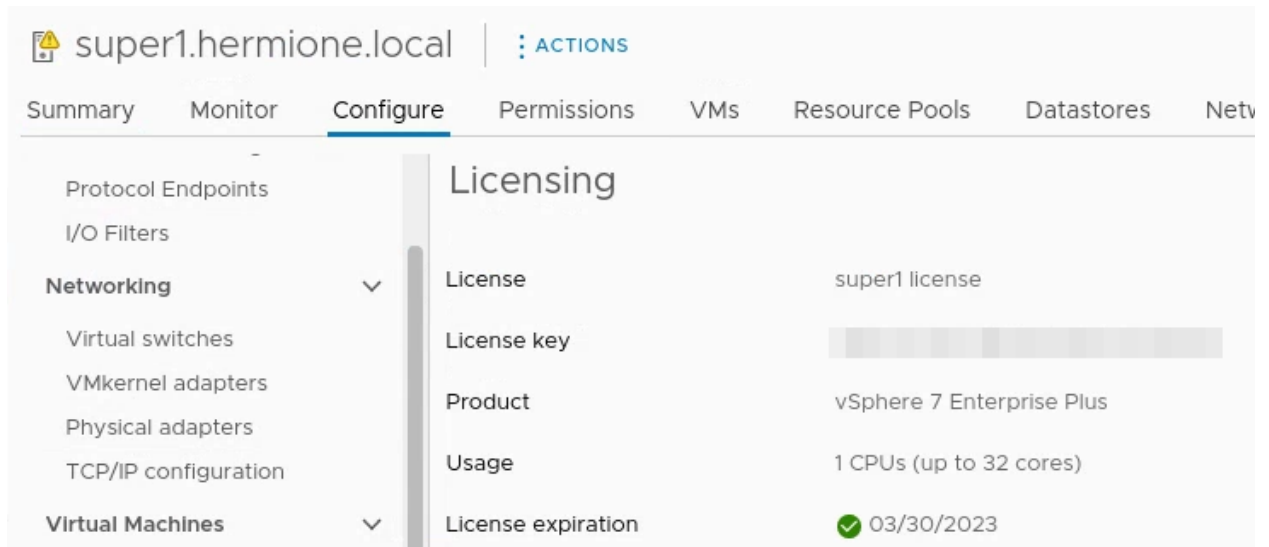 super1.hermione.local ACTIONS
Summary Monitor Configure Permissions VMs Resource Pools Datastores
Protocol Endpoints
I/O Filters
Networking
Virtual switches
VMkernel adapters
Physical adapters
TCP/IP configuration
Virtual Machines
Licensing
License super1 license
License key
Product vSphere 7 Enterprise Plus
Usage 1 CPUs (up to 32 cores)
License expiration 03/30/2023